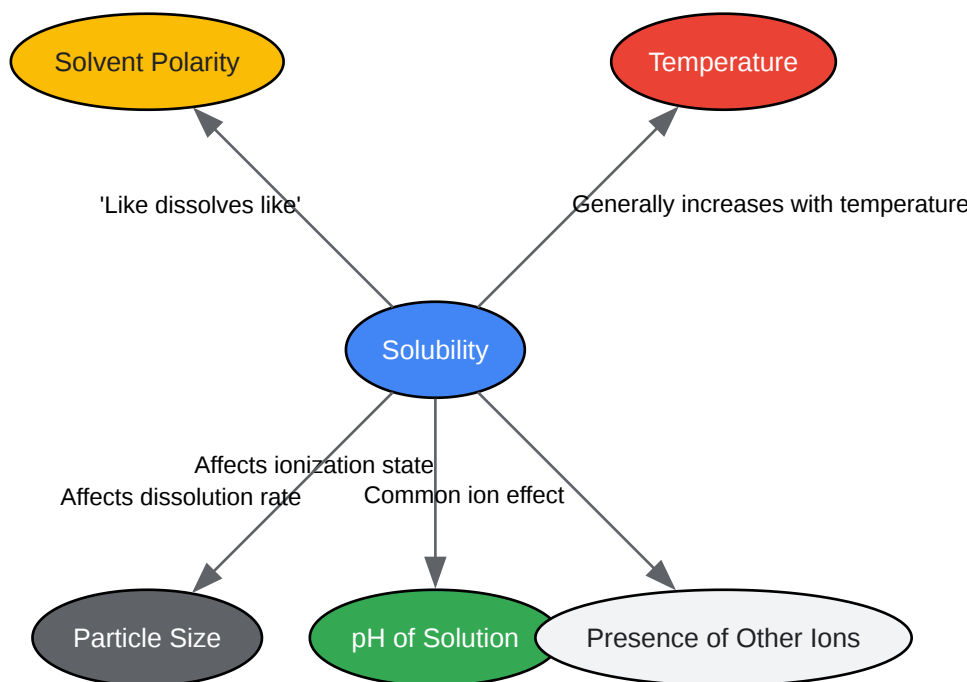 Solvent Polarity
Temperature
'Like dissolves like'
Generally increases with temperature
Solubility
Affects ionization state
Affects dissolution rate
Common ion effect
Particle Size
pH of Solution
Presence of Other Ions